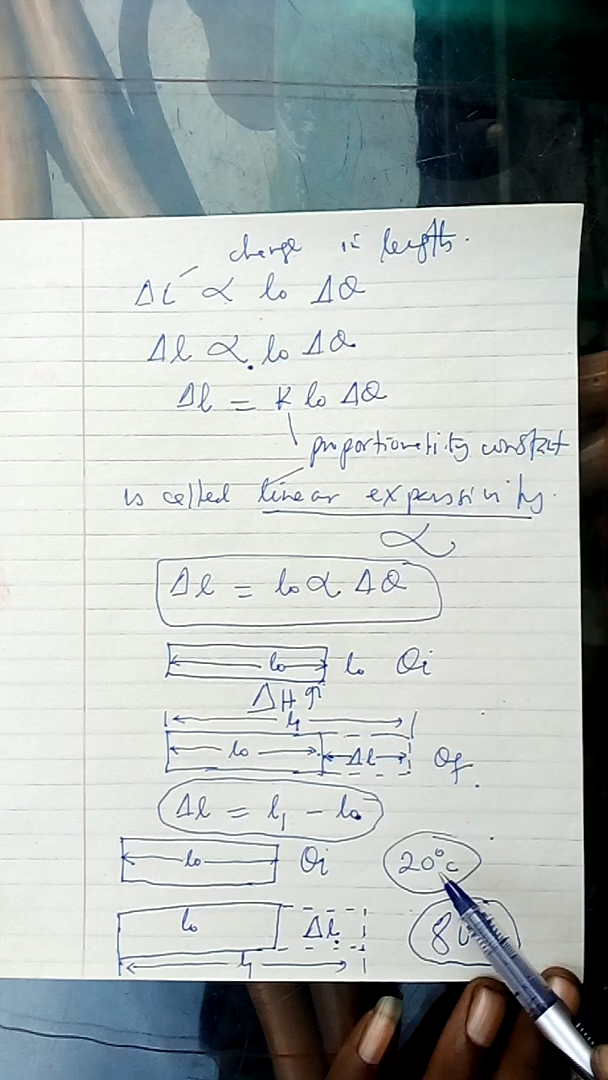 change in length.
Δl ∝ l₀ Δθ
Δl ∝ l₀ Δθ
Δl = K l₀ Δθ
proportionality constant
is called linear expansivity.
α
Δl = l₀ α Δθ
l₀ l₀ θi
ΔH
l₁
l₀ Δl θf
Δl = l₁ - l₀
l₀ θi 20°c
l₀ Δl
l₁